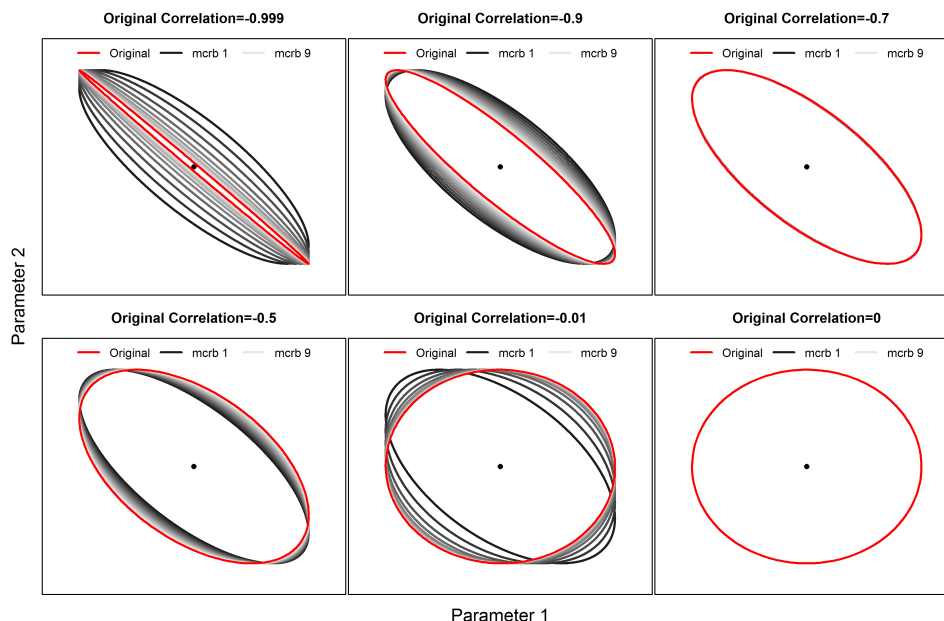 Original Correlation=-0.999
Original Correlation=-0.9
Original Correlation=-0.7
Original mcrb 1 mcrb 9
Original mcrb 1 mcrb 9
Original mcrb 1 mcrb 9
Parameter 2
Original Correlation=-0.5
Original Correlation=-0.01
Original Correlation=0
Original mcrb 1 mcrb 9
Original mcrb 1 mcrb 9
Original mcrb 1 mcrb 9
Parameter 1